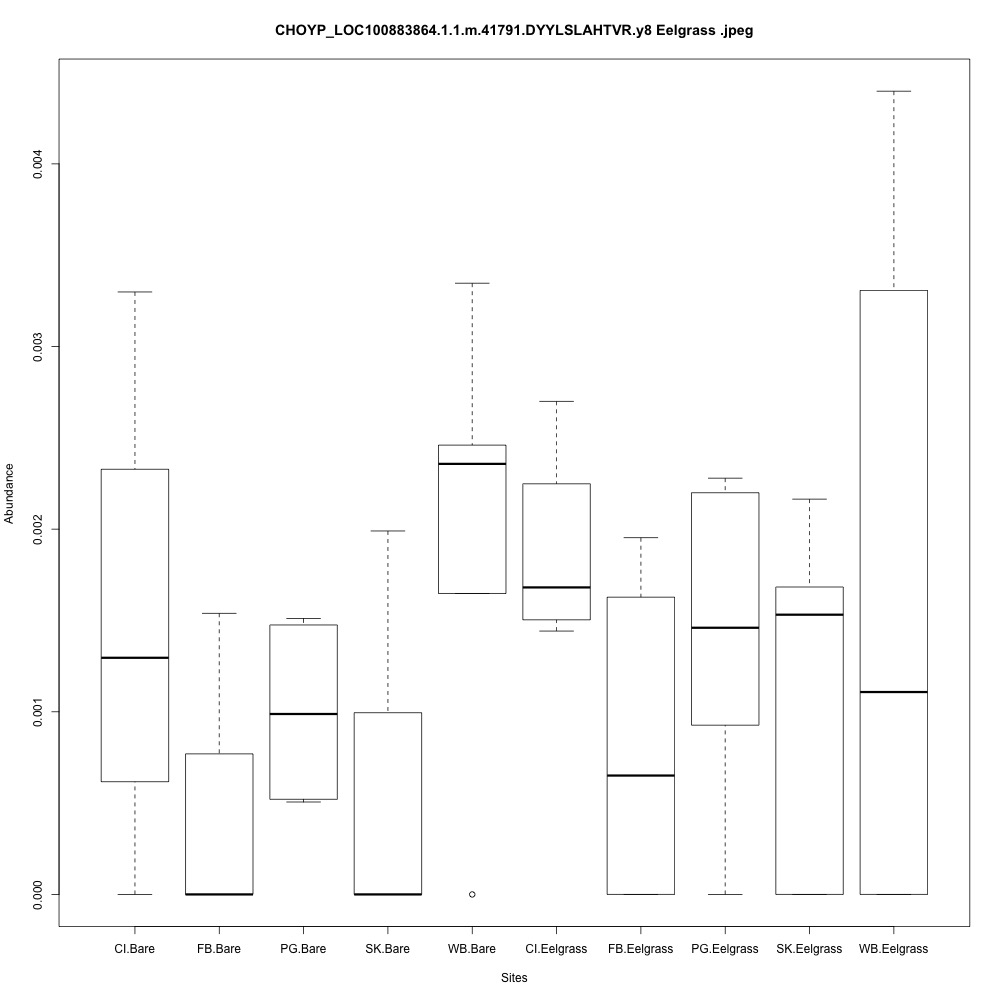 CHOYP_LOC100883864.1.1.m.41791.DYYLSLAHTVR.y8 Eelgrass .jpeg
0.004
0.003
0.002
0.001
0.000
Abundance
CI.Bare FB.Bare PG.Bare SK.Bare WB.Bare CI.Eelgrass FB.Eelgrass PG.Eelgrass SK.Eelgrass WB.Eelgrass
Sites